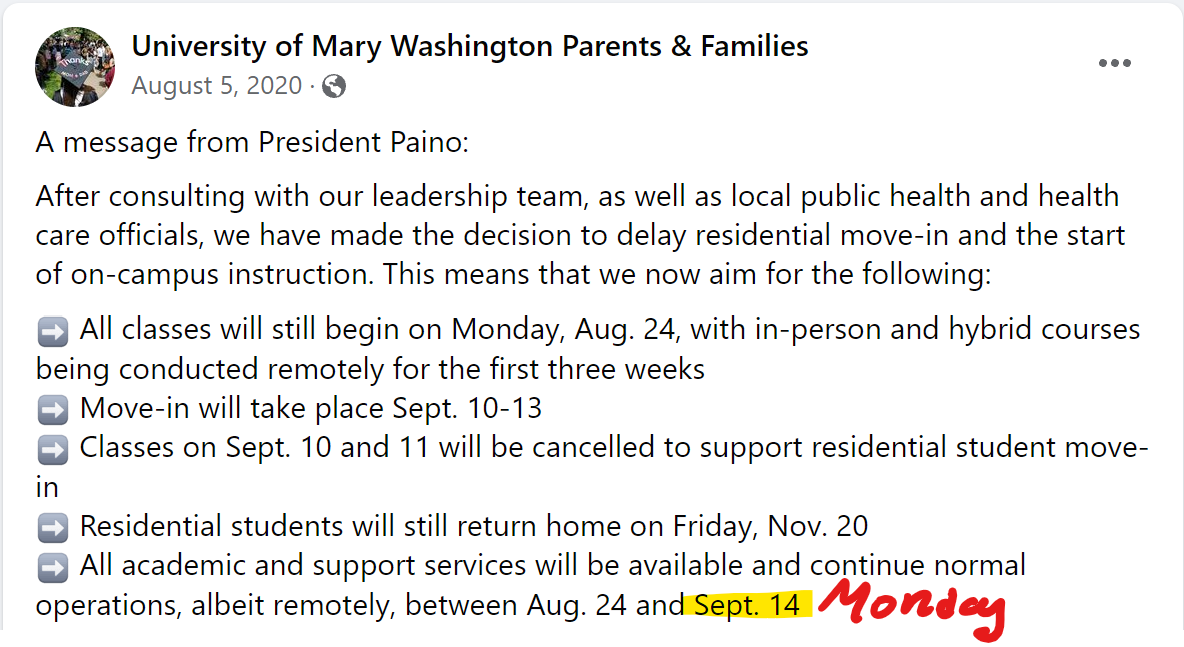 University of Mary Washington Parents & Families
August 5, 2020 ·
A message from President Paino:
After consulting with our leadership team, as well as local public health and health
care officials, we have made the decision to delay residential move-in and the start
of on-campus instruction. This means that we now aim for the following:
➡️ All classes will still begin on Monday, Aug. 24, with in-person and hybrid courses
being conducted remotely for the first three weeks
➡️ Move-in will take place Sept. 10-13
➡️ Classes on Sept. 10 and 11 will be cancelled to support residential student move-
in
➡️ Residential students will still return home on Friday, Nov. 20
➡️ All academic and support services will be available and continue normal
operations, albeit remotely, between Aug. 24 and Sept. 14 Monday